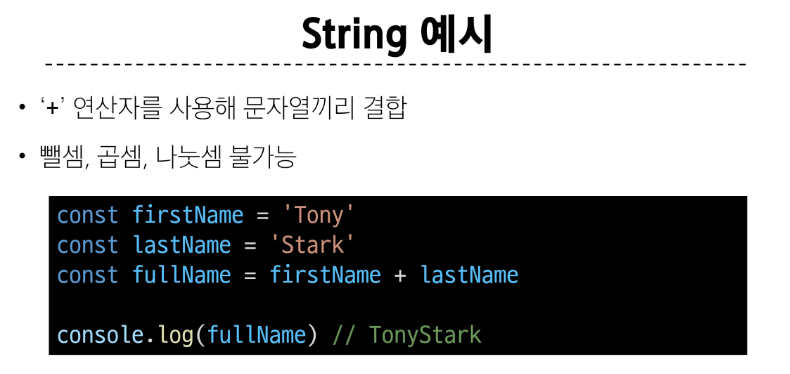 String 예시
• ‘+’ 연산자를 사용해 문자열끼리 결합
• 뺄셈, 곱셈, 나눗셈 불가능
const firstName = 'Tony'
const lastName = 'Stark'
const fullName = firstName + lastName
console.log(fullName) // TonyStark